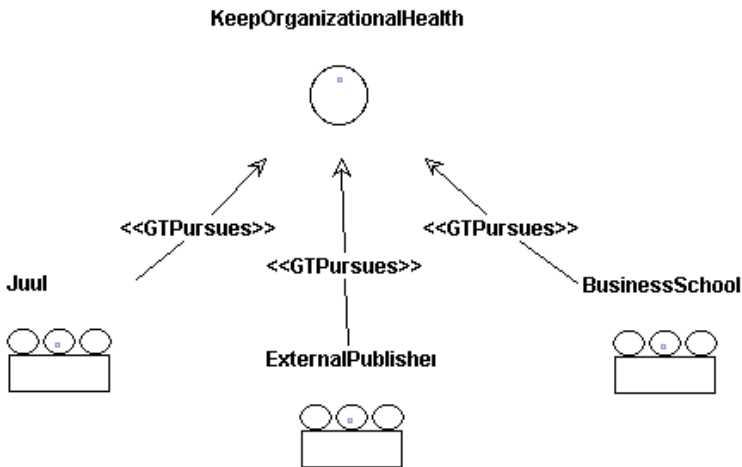 KeepOrganizationalHealth
<<GTPursues>>
<<GTPursues>>
<<GTPursues>>
Juul
BusinessSchool
ExternalPublisher